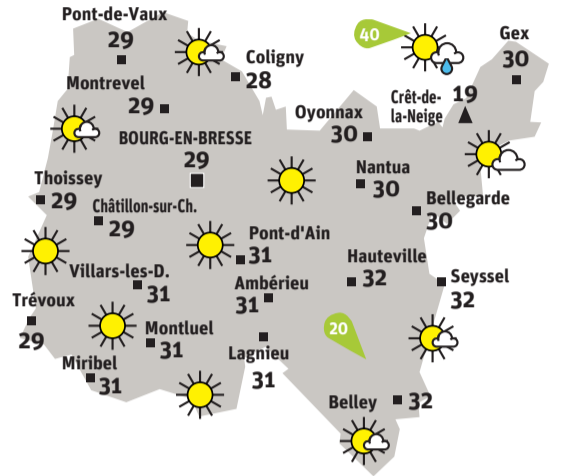 Pont-de-Vaux
29
40
Gex
30
Coligny
28
Montrevel
29
Crêt-de-
la-Neige
19
Oyonnax
30
BOURG-EN-BRESSE
29
Nantua
30
Thoissey
29
Bellegarde
30
Châtillon-sur-Ch.
29
Pont-d'Ain
31
Hauteville
32
Villars-les-D.
31
Ambérieu
31
Seyssel
32
Trévoux
29
20
Montluel
31
Lagnieu
31
Miribel
31
Belley
32